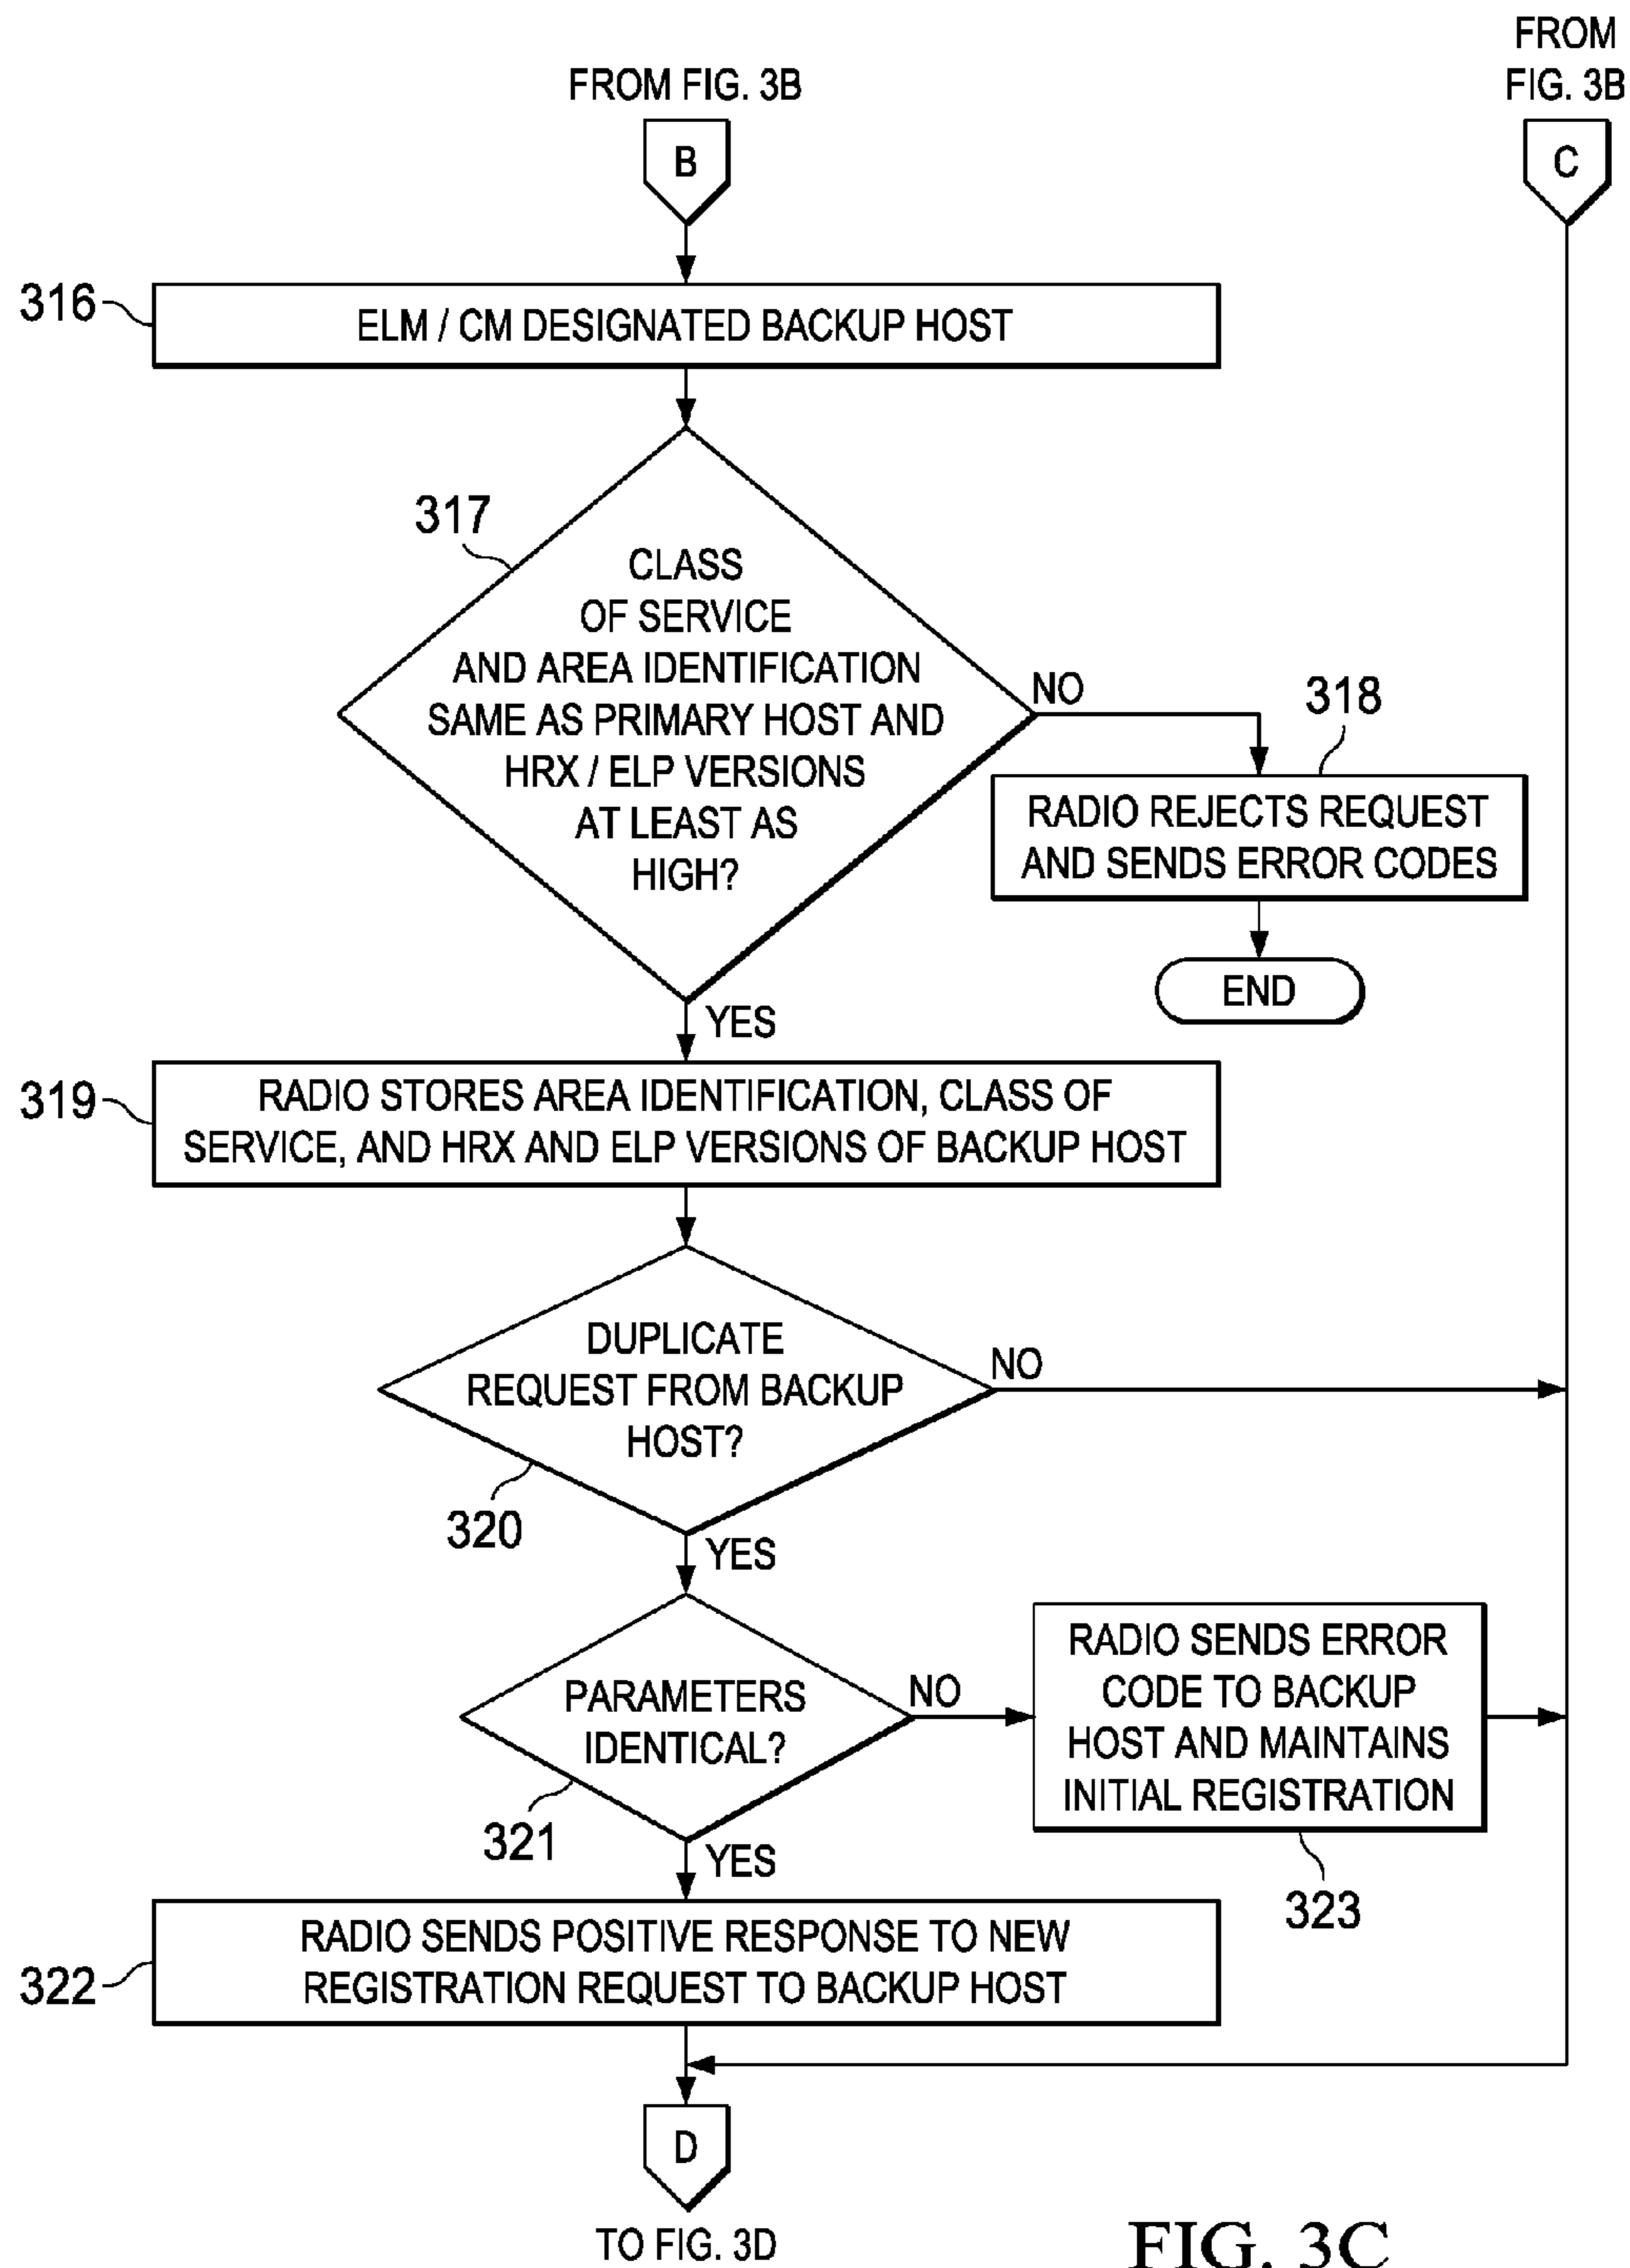 FROM FIG. 3B
B
FROM
FIG. 3B
C
316
ELM / CM DESIGNATED BACKUP HOST
317
CLASS
OF SERVICE
AND AREA IDENTIFICATION
SAME AS PRIMARY HOST AND
HRX / ELP VERSIONS
AT LEAST AS
HIGH?
NO
318
RADIO REJECTS REQUEST
AND SENDS ERROR CODES
END
YES
319
RADIO STORES AREA IDENTIFICATION, CLASS OF
SERVICE, AND HRX AND ELP VERSIONS OF BACKUP HOST
DUPLICATE
REQUEST FROM BACKUP
HOST?
NO
320
YES
PARAMETERS
IDENTICAL?
NO
321
RADIO SENDS ERROR
CODE TO BACKUP
HOST AND MAINTAINS
INITIAL REGISTRATION
323
YES
322
RADIO SENDS POSITIVE RESPONSE TO NEW
REGISTRATION REQUEST TO BACKUP HOST
D
TO FIG. 3D
FIG. 3C